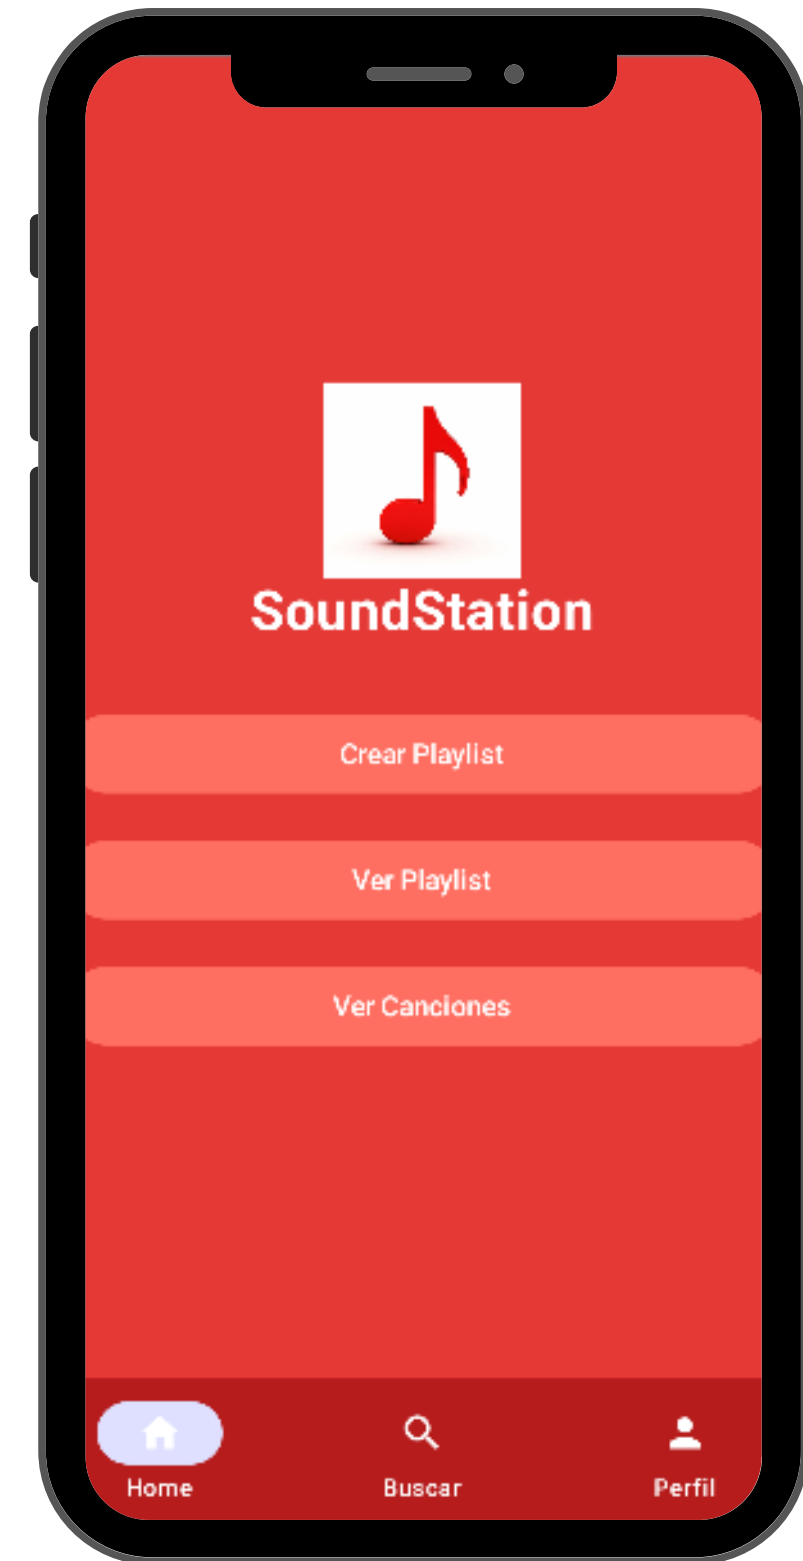 SoundStation
Crear Playlist
Ver Playlist
Ver Canciones
Home
Buscar
Perfil